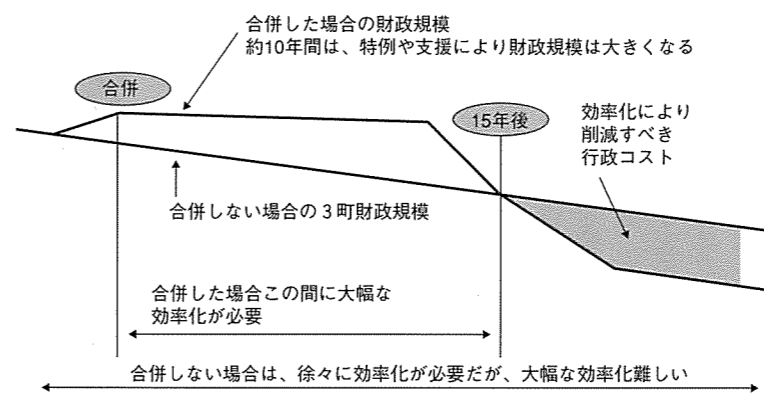 合併した場合の財政規模
約10年間は、特例や支援により財政規模は大きくなる
合併
15年後
効率化により
削減すべき
行政コスト
合併しない場合の３町財政規模
合併した場合この間に大幅な
効率化が必要
合併しない場合は、徐々に効率化が必要だが、大幅な効率化難しい